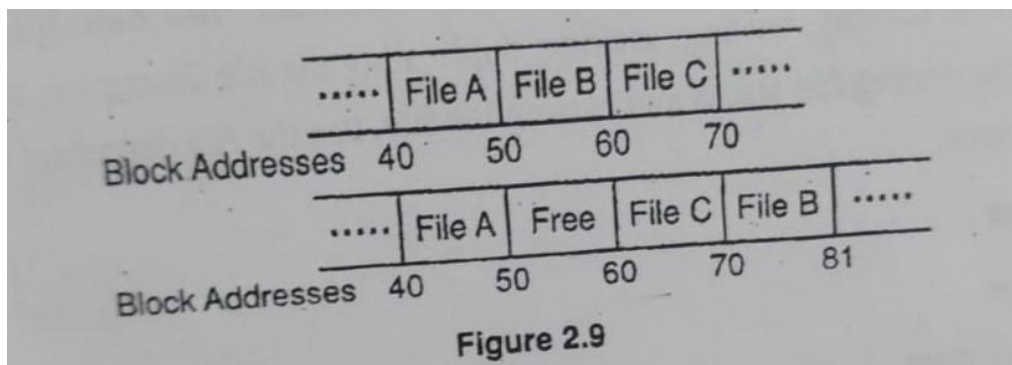 ..... File A File B File C .....
Block Addresses 40 50 60 70
..... File A Free File C File B .....
Block Addresses 40 50 60 70 81
Figure 2.9